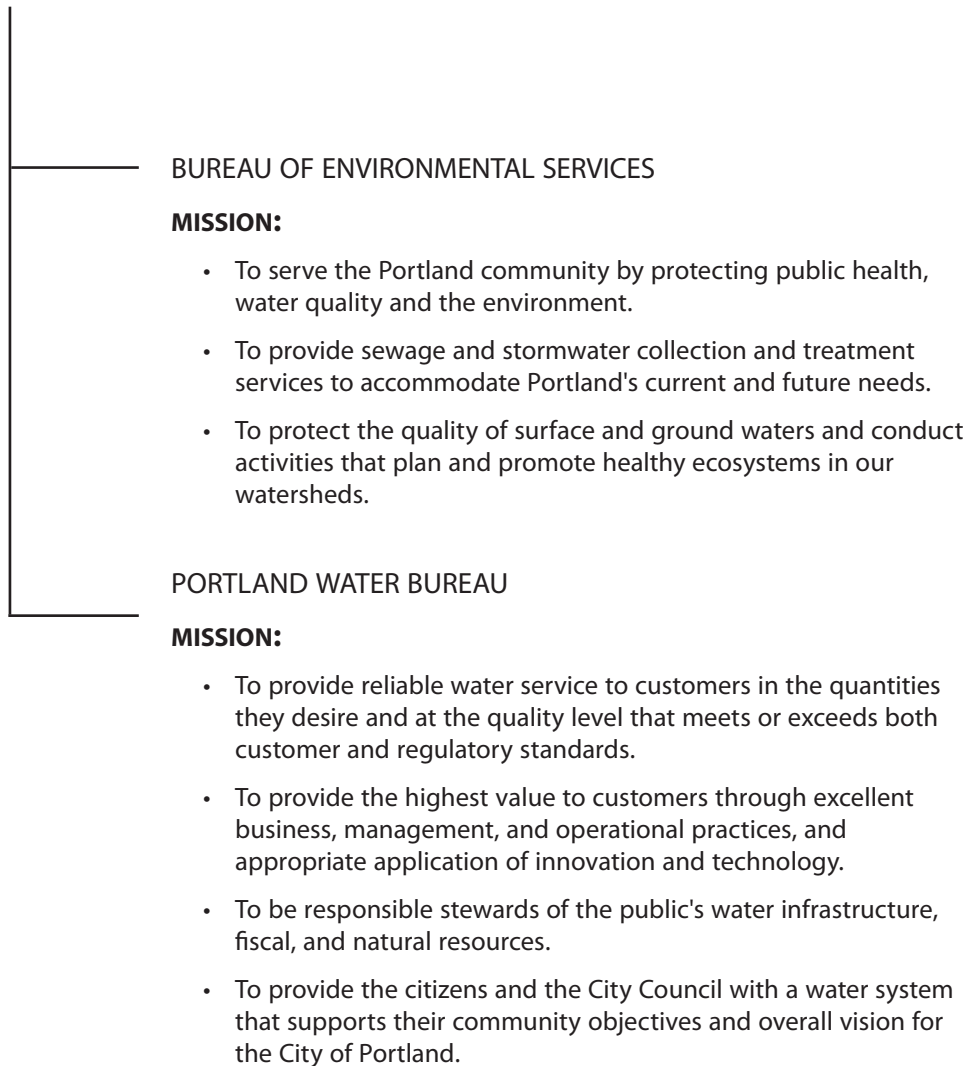 BUREAU OF ENVIRONMENTAL SERVICES
MISSION:
• To serve the Portland community by protecting public health,
water quality and the environment.
• To provide sewage and stormwater collection and treatment
services to accommodate Portland's current and future needs.
• To protect the quality of surface and ground waters and conduct
activities that plan and promote healthy ecosystems in our
watersheds.
PORTLAND WATER BUREAU
MISSION:
• To provide reliable water service to customers in the quantities
they desire and at the quality level that meets or exceeds both
customer and regulatory standards.
• To provide the highest value to customers through excellent
business, management, and operational practices, and
appropriate application of innovation and technology.
• To be responsible stewards of the public's water infrastructure,
fiscal, and natural resources.
• To provide the citizens and the City Council with a water system
that supports their community objectives and overall vision for
the City of Portland.